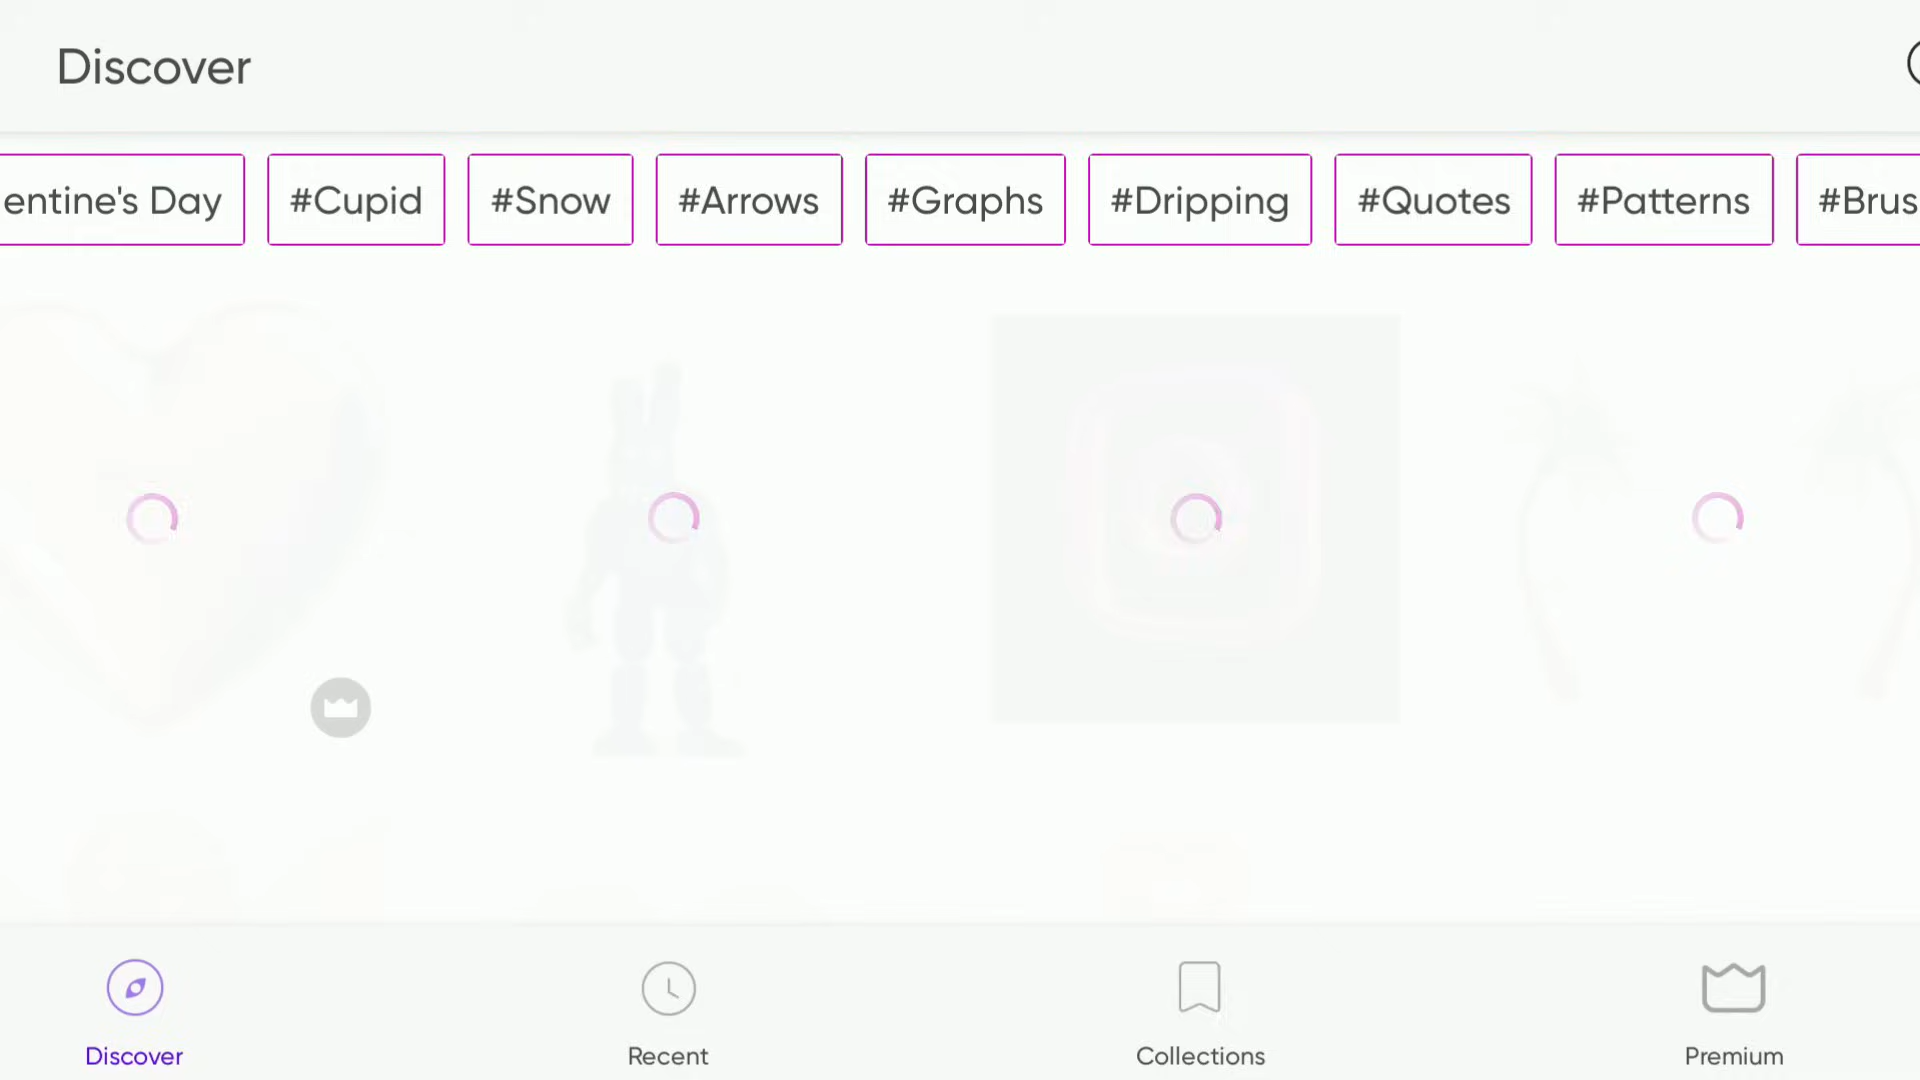 Discover
entine's Day
#Cupid
#Snow
#Arrows
#Graphs
#Dripping
#Quotes
#Patterns
#Brus
Discover
Recent
Collections
Premium